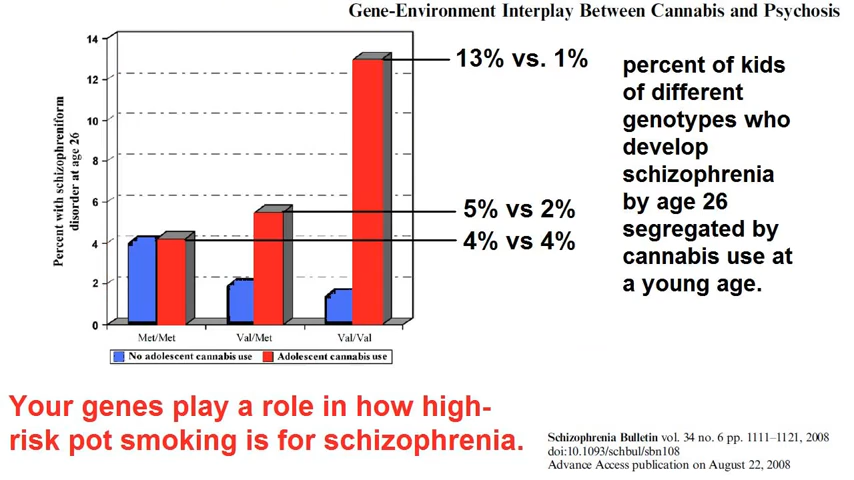 Gene-Environment Interplay Between Cannabis and Psychosis
14
12
10
8
6
4
2
0
Percent with schizophreniform
disorder at age 26
13% vs. 1%
5% vs 2%
4% vs 4%
Met/Met
Val/Met
Val/Val
No adolescent cannabis use
Adolescent cannabis use
percent of kids
of different
genotypes who
develop
schizophrenia
by age 26
segregated by
cannabis use at
a young age.
Your genes play a role in how high-
risk pot smoking is for schizophrenia.
Schizophrenia Bulletin vol. 34 no. 6 pp. 1111–1121, 2008
doi:10.1093/schbul/sbn108
Advance Access publication on August 22, 2008